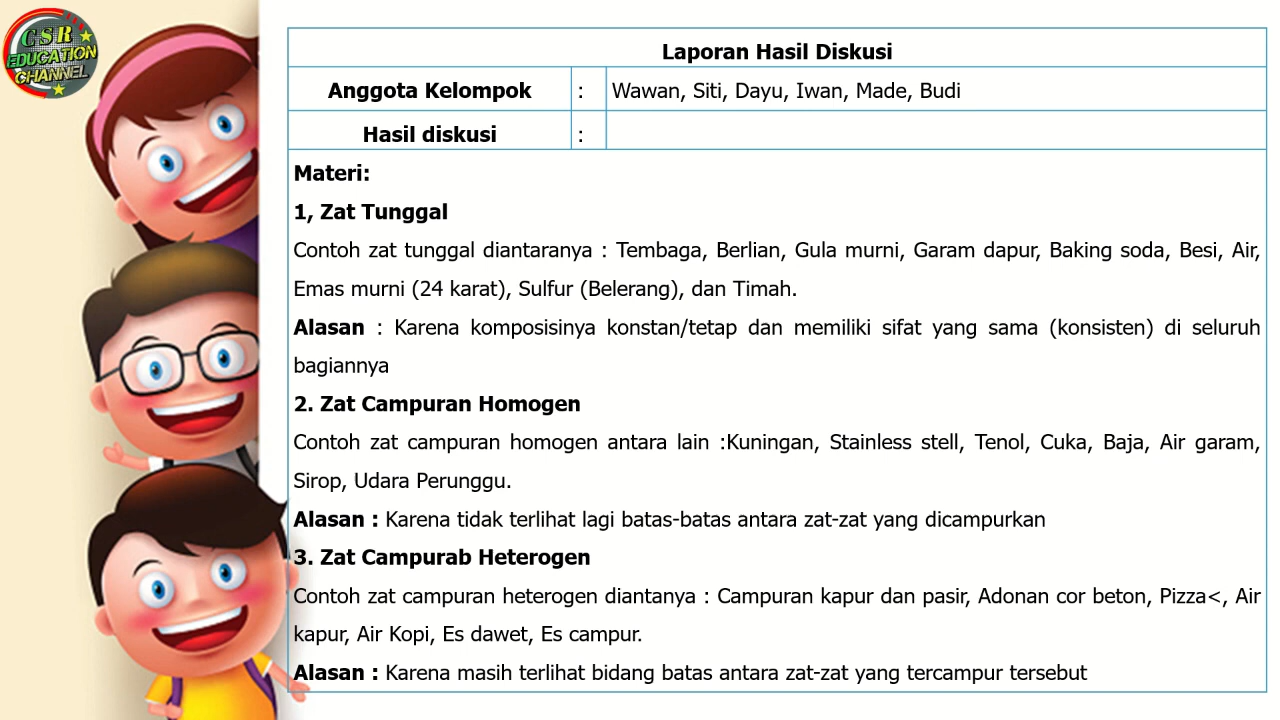 CSR
EDUCATION
CHANNEL
Laporan Hasil Diskusi
Anggota Kelompok : Wawan, Siti, Dayu, Iwan, Made, Budi
Hasil diskusi :
Materi:
1, Zat Tunggal
Contoh zat tunggal diantaranya : Tembaga, Berlian, Gula murni, Garam dapur, Baking soda, Besi, Air,
Emas murni (24 karat), Sulfur (Belerang), dan Timah.
Alasan : Karena komposisinya konstan/tetap dan memiliki sifat yang sama (konsisten) di seluruh
bagiannya
2. Zat Campuran Homogen
Contoh zat campuran homogen antara lain :Kuningan, Stainless stell, Tenol, Cuka, Baja, Air garam,
Sirop, Udara Perunggu.
Alasan : Karena tidak terlihat lagi batas-batas antara zat-zat yang dicampurkan
3. Zat Campurab Heterogen
Contoh zat campuran heterogen diantanya : Campuran kapur dan pasir, Adonan cor beton, Pizza<, Air
kapur, Air Kopi, Es dawet, Es campur.
Alasan : Karena masih terlihat bidang batas antara zat-zat yang tercampur tersebut